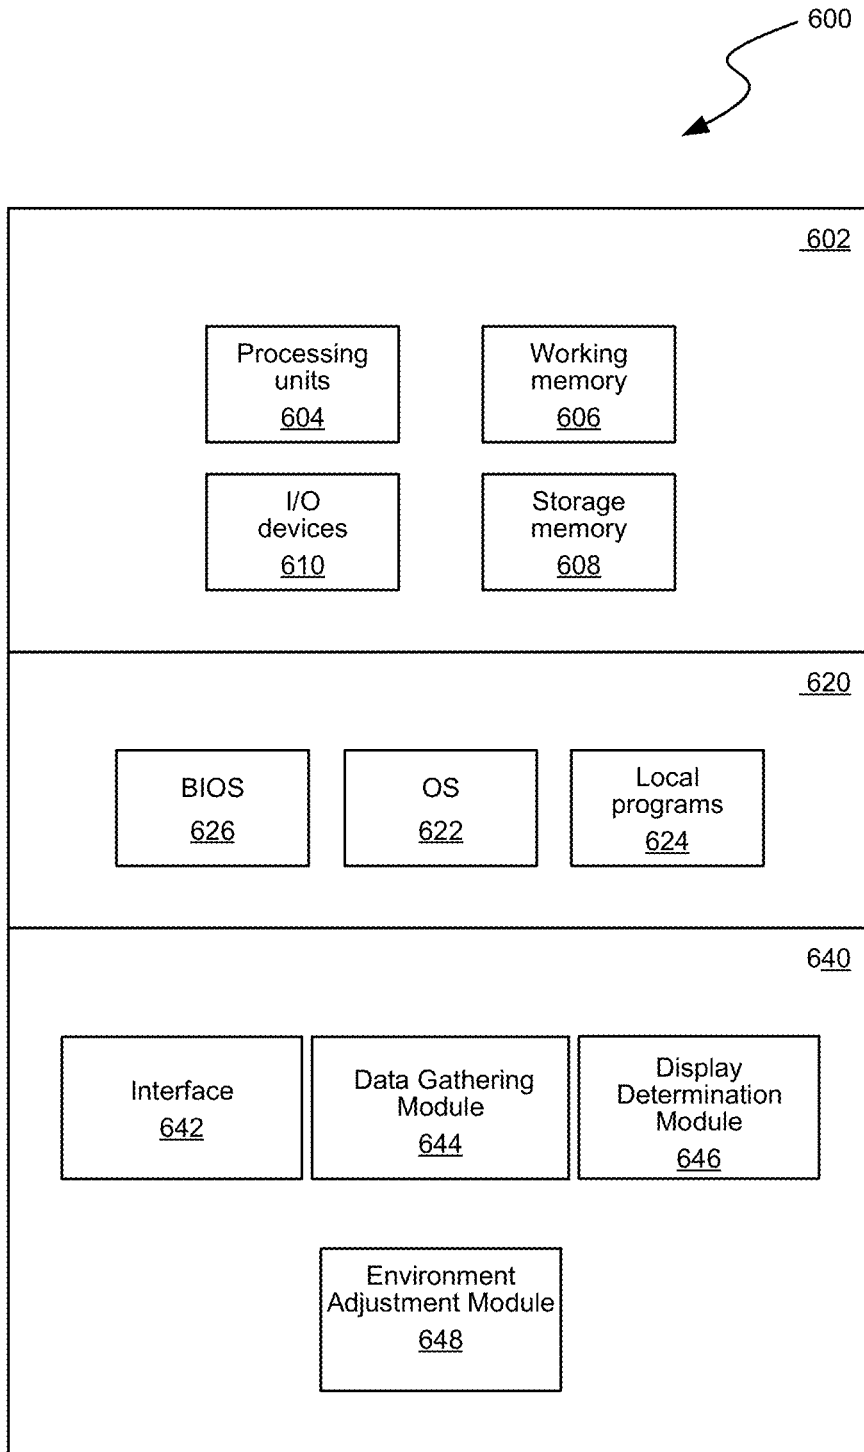 600
602
Processing
units
604
Working
memory
606
I/O
devices
610
Storage
memory
608
620
BIOS
626
OS
622
Local
programs
624
640
Interface
642
Data Gathering
Module
644
Display
Determination
Module
646
Environment
Adjustment Module
648